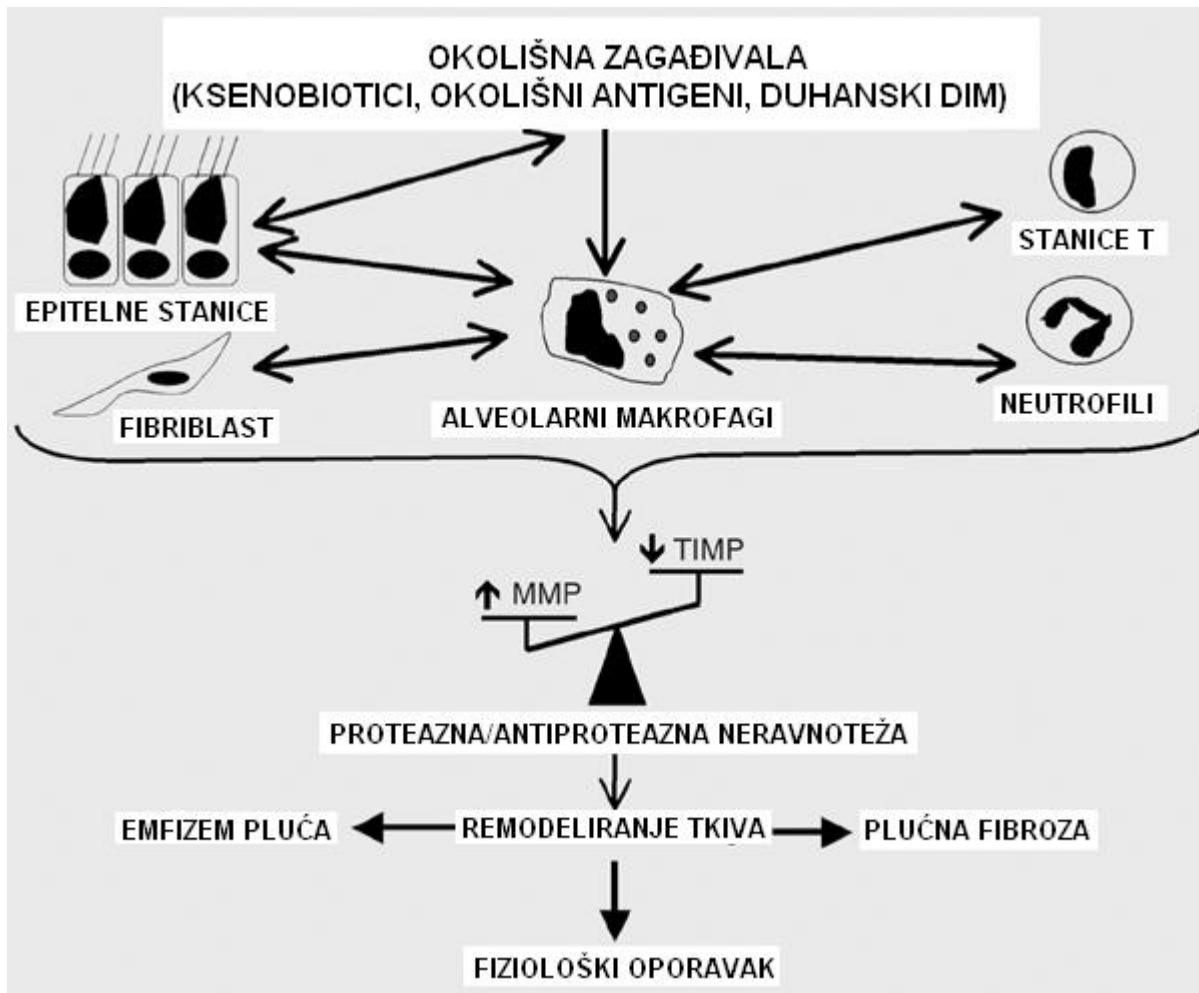 OKOLIŠNA ZAGAĐIVALA
(KSENOBIOTICI, OKOLIŠNI ANTIGENI, DUHANSKI DIM)
STANICE T
EPITELNE STANICE
NEUTROFILI
FIBRIBLAST
ALVEOLARNI MAKROFAGI
↓ TIMP
↑ MMP
PROTEAZNA/ANTIPROTEAZNA NERAVNOTEŽA
EMFIZEM PLUĆA
REMODELIRANJE TKIVA
PLUĆNA FIBROZA
FIZIOLOŠKI OPORAVAK